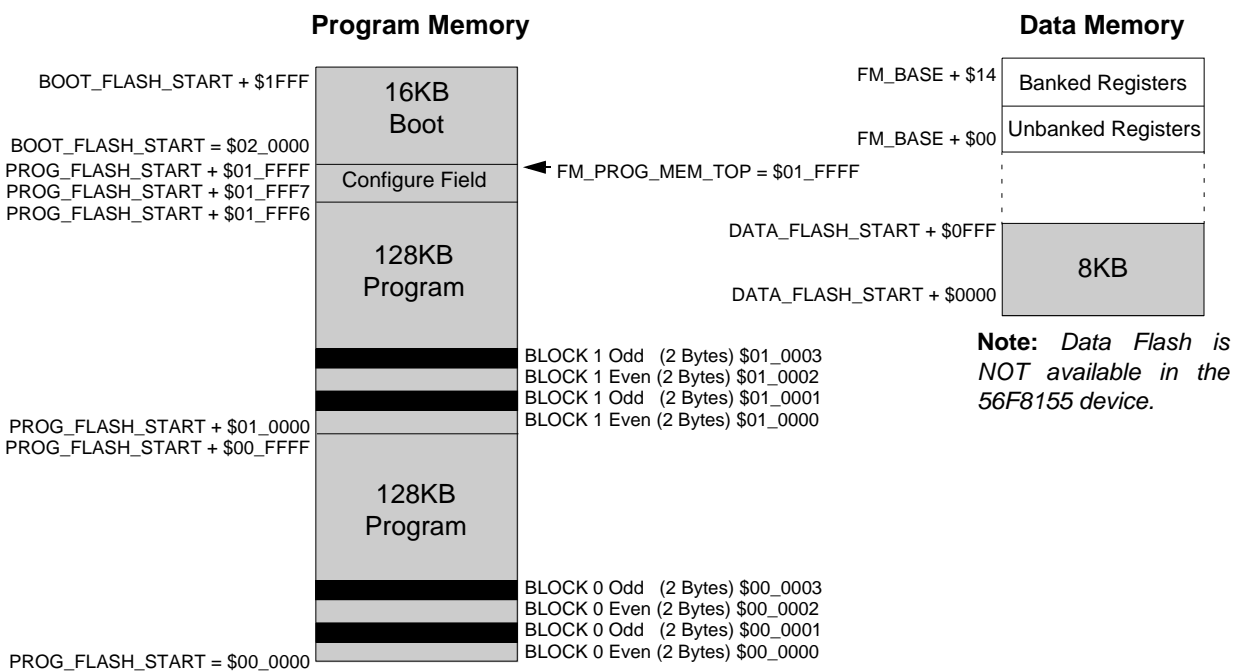 Program Memory
BOOT_FLASH_START + $1FFF
16KB
Boot
BOOT_FLASH_START = $02_0000
PROG_FLASH_START + $01_FFFF
PROG_FLASH_START + $01_FFF7
PROG_FLASH_START + $01_FFF6
Configure Field
FM_PROG_MEM_TOP = $01_FFFF
128KB
Program
BLOCK 1 Odd (2 Bytes) $01_0003
BLOCK 1 Even (2 Bytes) $01_0002
BLOCK 1 Odd (2 Bytes) $01_0001
BLOCK 1 Even (2 Bytes) $01_0000
PROG_FLASH_START + $01_0000
PROG_FLASH_START + $00_FFFF
128KB
Program
BLOCK 0 Odd (2 Bytes) $00_0003
BLOCK 0 Even (2 Bytes) $00_0002
BLOCK 0 Odd (2 Bytes) $00_0001
BLOCK 0 Even (2 Bytes) $00_0000
PROG_FLASH_START = $00_0000
Data Memory
FM_BASE + $14
Banked Registers
FM_BASE + $00
Unbanked Registers
DATA_FLASH_START + $0FFF
8KB
DATA_FLASH_START + $0000
Note: Data Flash is
NOT available in the
56F8155 device.